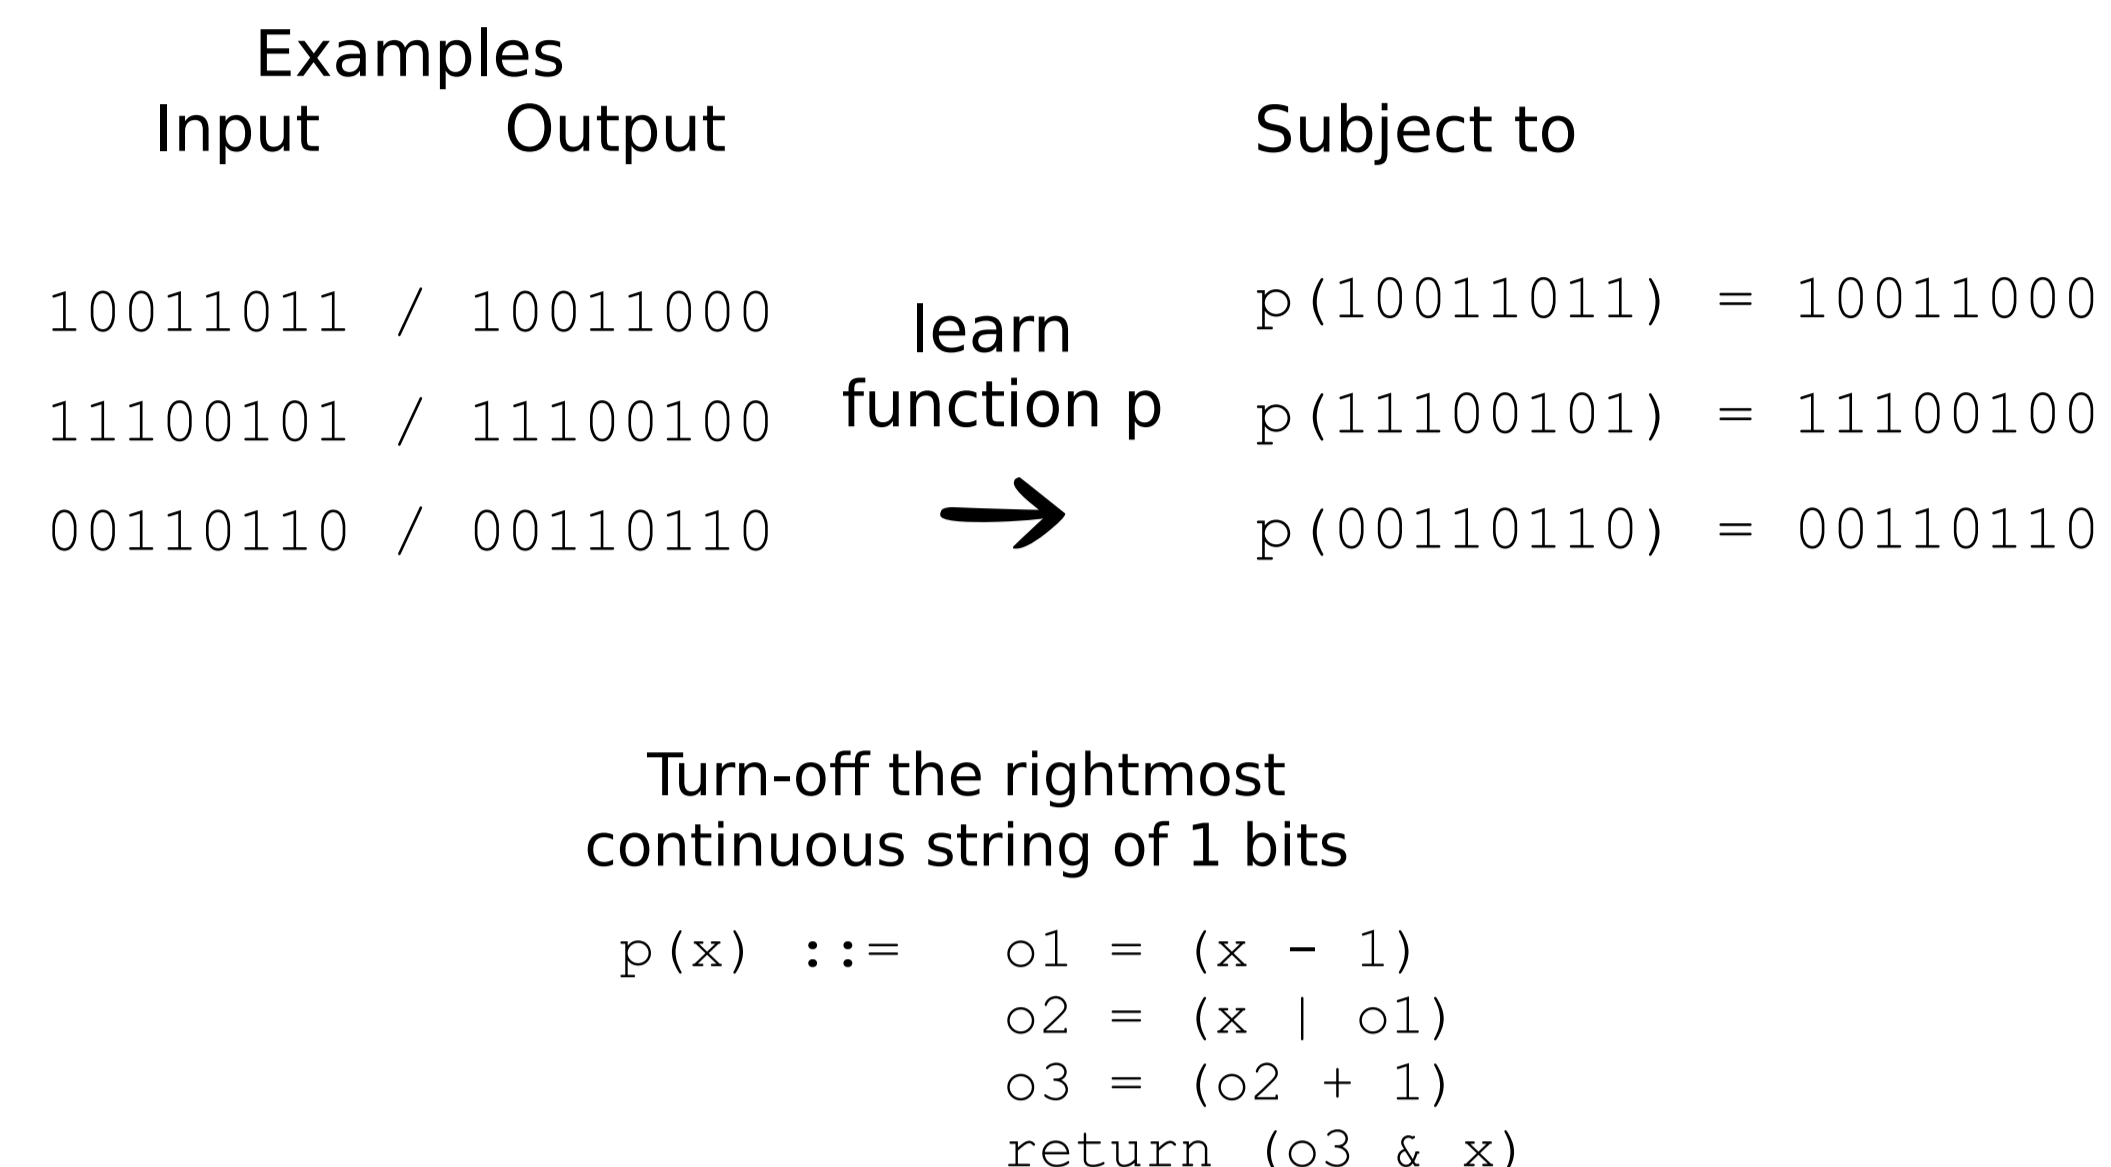 Examples
Input Output
Subject to
10011011 / 10011000
11100101 / 11100100
00110110 / 00110110
learn
function p
p(10011011) = 10011000
p(11100101) = 11100100
p(00110110) = 00110110
Turn-off the rightmost
continuous string of 1 bits
p(x) ::= o1 = (x - 1)
o2 = (x | o1)
o3 = (o2 + 1)
return (o3 & x)